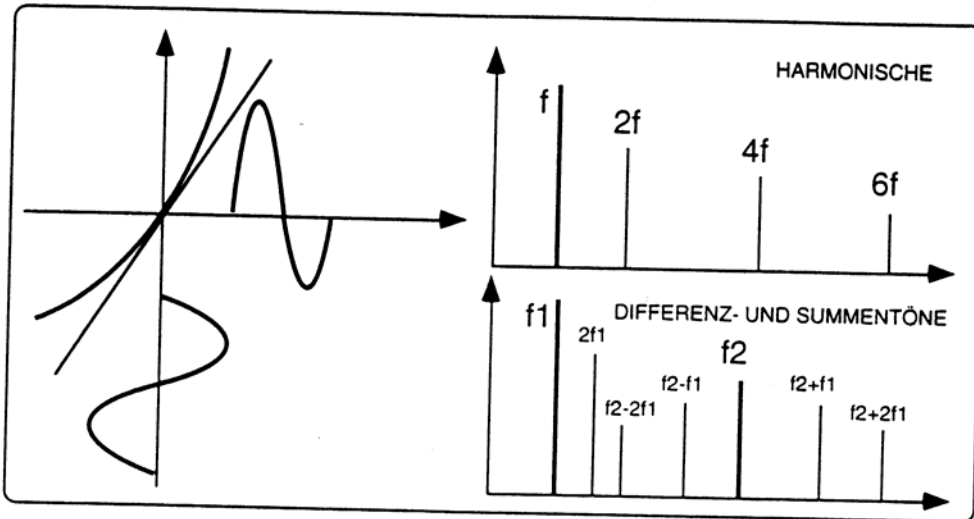 HARMONISCHE
f
2f
4f
6f
DIFFERENZ- UND SUMMENTÖNE
f1
2f1
f2-2f1
f2-f1
f2
f2+f1
f2+2f1